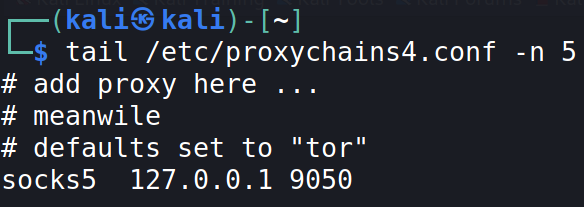 (kali㉿kali)-[~]
$ tail /etc/proxychains4.conf -n 5
# add proxy here ...
# meanwile
# defaults set to "tor"
socks5  127.0.0.1 9050